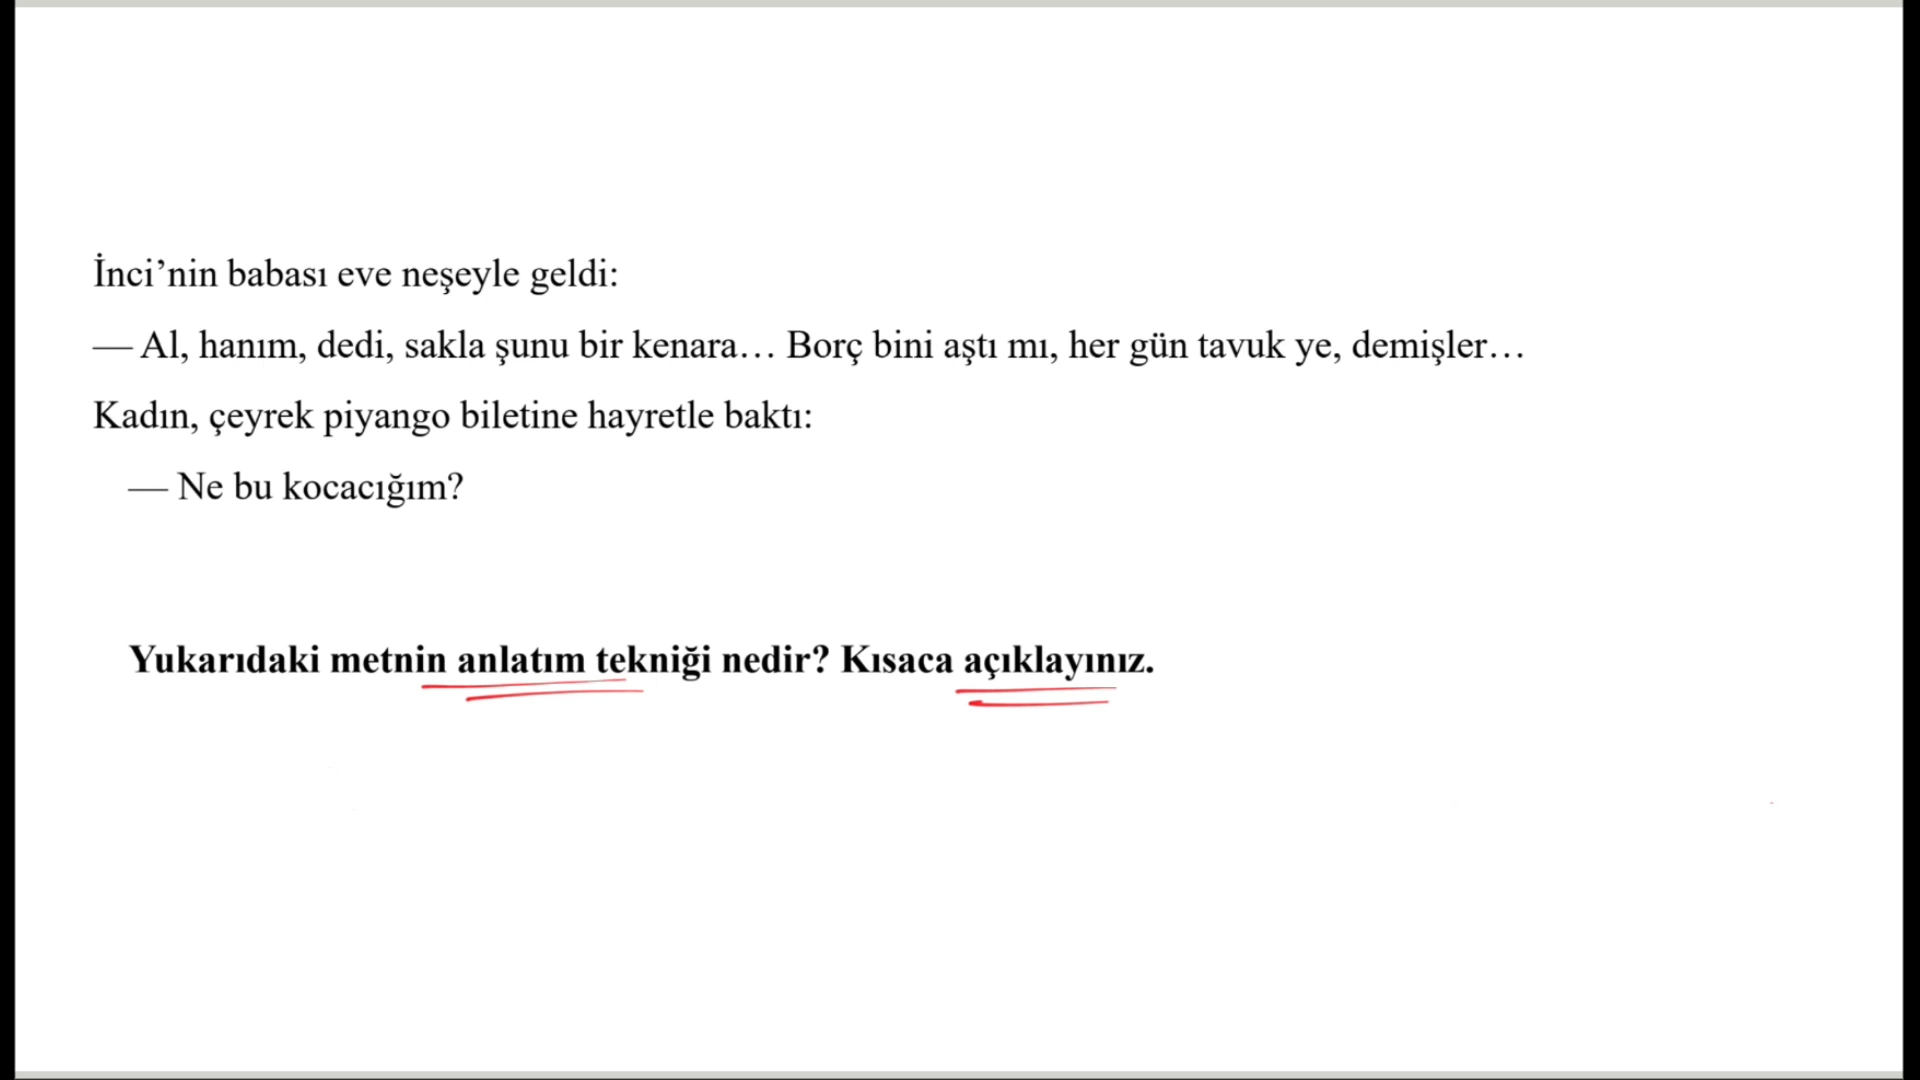 İnci’nin babası eve neşeyle geldi:
— Al, hanım, dedi, sakla şunu bir kenara… Borç bini aştı mı, her gün tavuk ye, demişler…
Kadın, çeyrek piyango biletine hayretle baktı:
— Ne bu kocacığım?
Yukarıdaki metnin anlatım tekniği nedir? Kısaca açıklayınız.